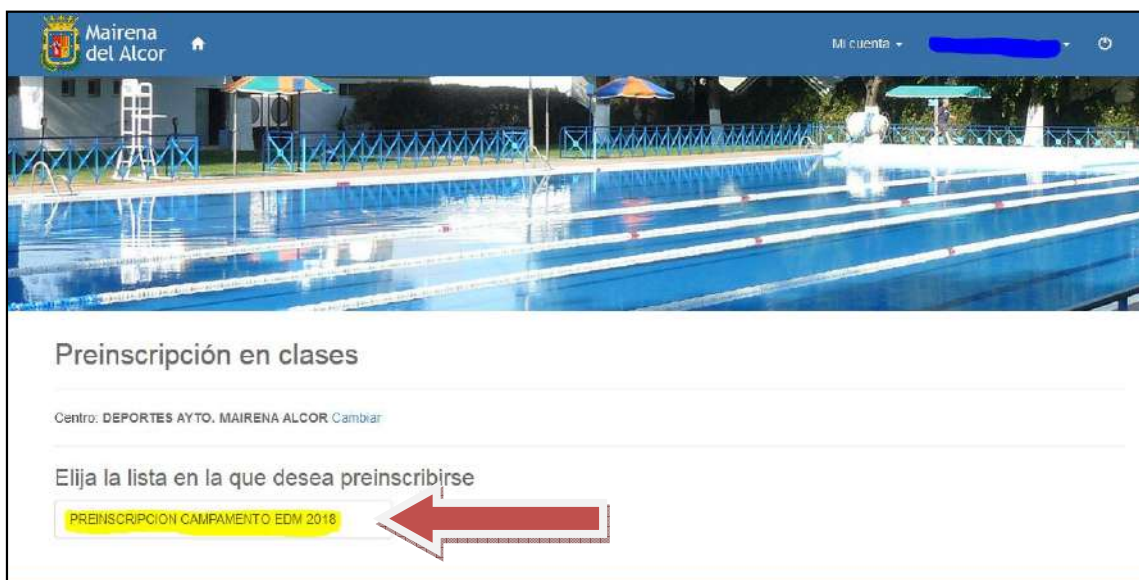 Mairena
del Alcor
Mi cuenta
Preinscripción en clases
Centro: DEPORTES AYTO. MAIRENA ALCOR Cambiar
Elija la lista en la que desea preinscribirse
PREINSCRIPCION CAMPAMENTO EDM 2018